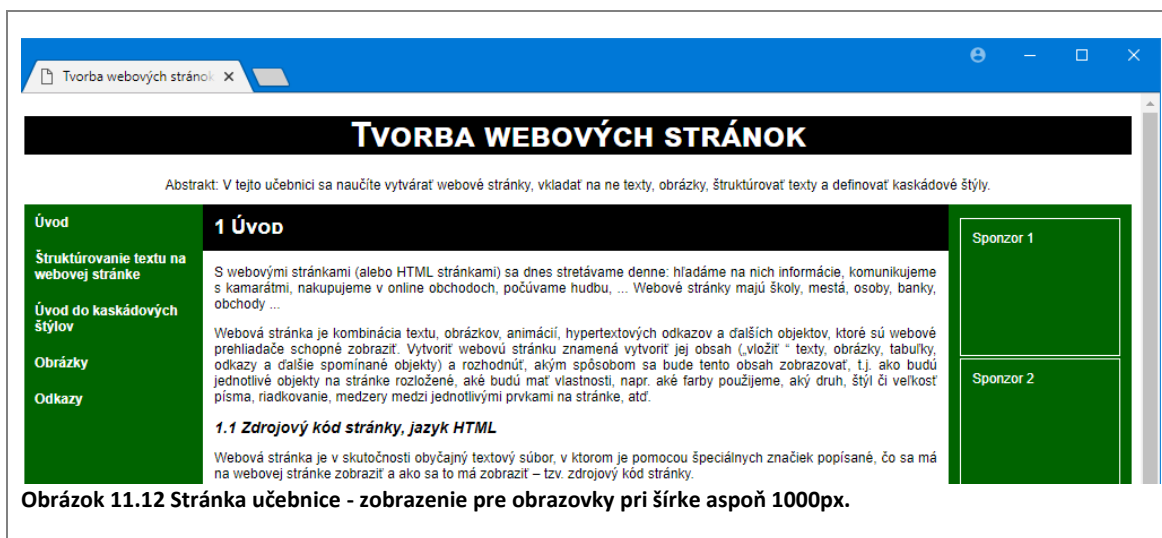 Tvorba webových stránok
Tvorba webových stránok
Abstrakt: V tejto učebnici sa naučíte vytvárať webové stránky, vkladať na ne texty, obrázky, štruktúrovať texty a definovať kaskádové štýly.
Úvod
Štruktúrovanie textu na
webovej stránke
Úvod do kaskádových
štýlov
Obrázky
Odkazy
1 Úvod
S webovými stránkami (alebo HTML stránkami) sa dnes stretávame denne: hľadáme na nich informácie, komunikujeme
s kamarátmi, nakupujeme v online obchodoch, počúvame hudbu, ... Webové stránky majú školy, mestá, osoby, banky,
obchody ...
Webová stránka je kombinácia textu, obrázkov, animácií, hypertextových odkazov a ďalších objektov, ktoré sú webové
prehliadače schopné zobraziť. Vytvoriť webovú stránku znamená vytvoriť jej obsah („vložiť “ texty, obrázky, tabuľky,
odkazy a ďalšie spomínané objekty) a rozhodnúť, akým spôsobom sa bude tento obsah zobrazovať, t.j. ako budú
jednotlivé objekty na stránke rozložené, aké budú mať vlastnosti, napr. aké farby použijeme, aký druh, štýl či veľkosť
písma, riadkovanie, medzery medzi jednotlivými prvkami na stránke, atď.
1.1 Zdrojový kód stránky, jazyk HTML
Webová stránka je v skutočnosti obyčajný textový súbor, v ktorom je pomocou špeciálnych značiek popísané, čo sa má
na webovej stránke zobraziť a ako sa to má zobraziť – tzv. zdrojový kód stránky.
Sponzor 1
Sponzor 2
Obrázok 11.12 Stránka učebnice - zobrazenie pre obrazovky pri šírke aspoň 1000px.